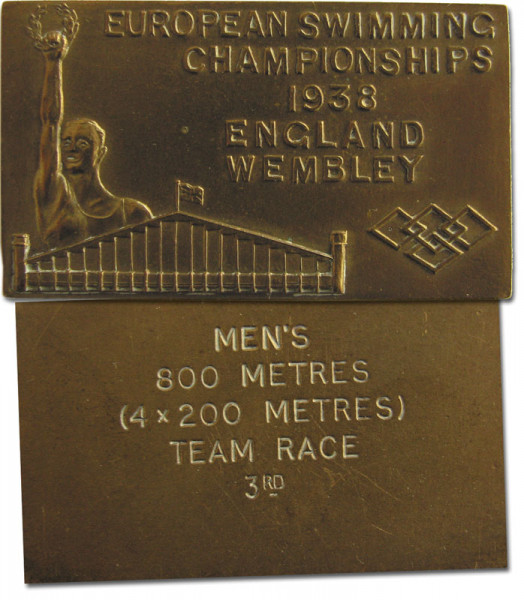 EUROPEAN SWIMMING
CHAMPIONSHIPS
1938
ENGLAND
WEMBLEY
MEN'S
800 METRES
(4 x 200 METRES)
TEAM RACE
3RD